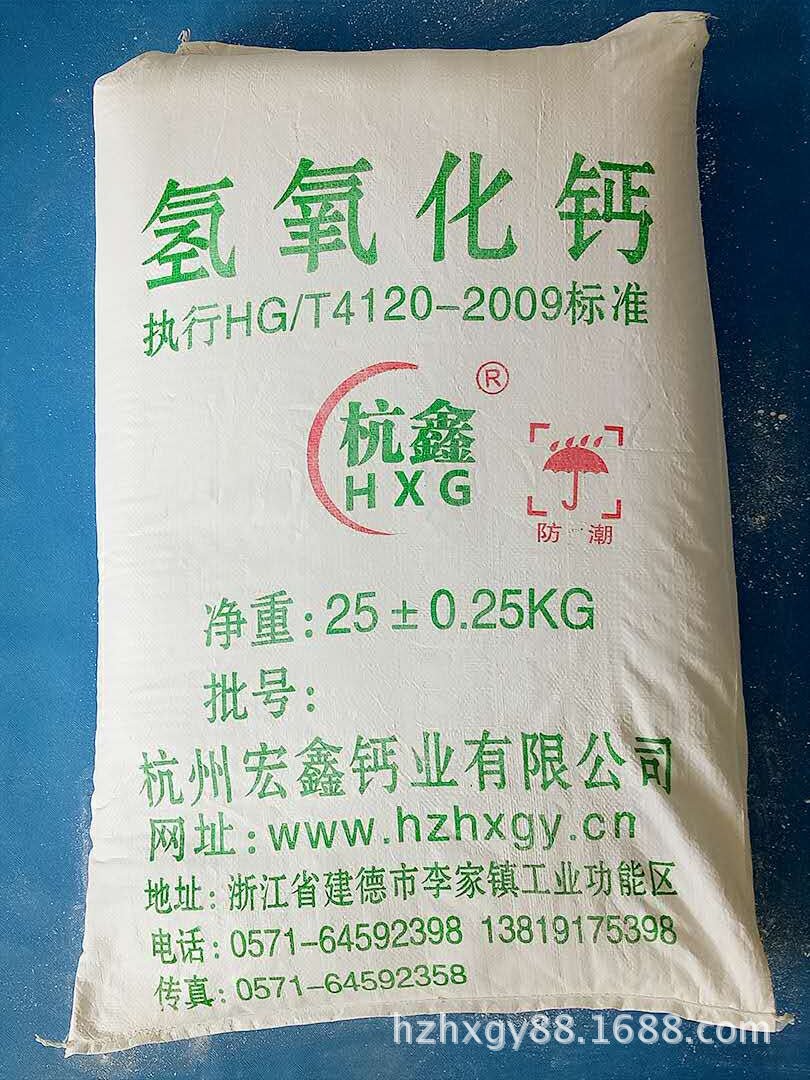 氢氧化钙
执行HG/T4120-2009标准
杭鑫®
HXG
防潮
净重:25±0.25KG
批号:
杭州宏鑫钙业有限公司
网址:www.hzhxgy.cn
地址:浙江省建德市李家镇工业功能区
电话:0571-64592398 13819175398
传真:0571-64592358
hzhxgy88.1688.com